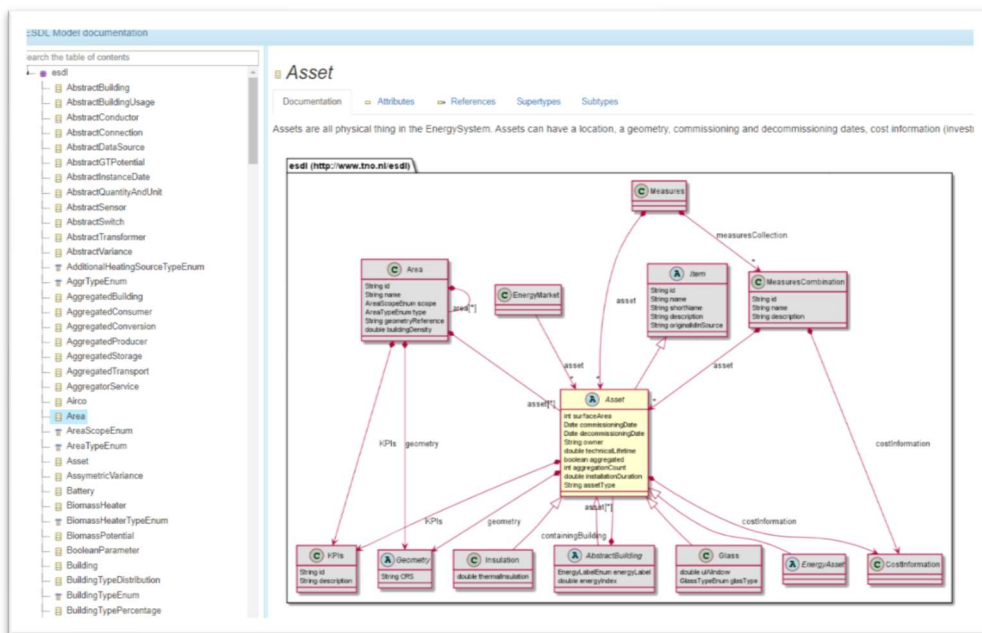 ESDL Model documentation
earch the table of contents
esdl
AbstractBuilding
AbstractBuildingUsage
AbstractConductor
AbstractConnection
AbstractDataSource
AbstractGTPotential
AbstractInstanceDate
AbstractQuantityAndUnit
AbstractSensor
AbstractSwitch
AbstractTransformer
AbstractVariance
AdditionalHeatingSourceTypeEnum
AggrTypeEnum
AggregatedBuilding
AggregatedConsumer
AggregatedConversion
AggregatedProducer
AggregatedStorage
AggregatedTransport
AggregatorService
Airco
Area
AreaScopeEnum
AreaTypeEnum
Asset
AssymetricVariance
Battery
BiomassHeater
BiomassHeaterTypeEnum
BiomassPotential
BooleanParameter
Building
BuildingTypeDistribution
BuildingTypeEnum
BuildingTypePercentage
Asset
Documentation Attributes References Supertypes Subtypes
Assets are all physical thing in the EnergySystem. Assets can have a location, a geometry, commissioning and decommissioning dates, cost information (investi
esdl (http://www.tno.nl/esdl)
C Measures
measuresCollection
C Area
String id
String name
AreaScopeEnum scope
AreaTypeEnum type
String geometryReference
double buildingDensity
area[*]
C EnergyMarket
asset
A Item
String id
String name
String shortName
String description
String originalIdInSource
*
C MeasuresCombination
String id
String name
String description
asset
asset
asset[*]
*
*
*
A Asset
int surfaceArea
Date commissioningDate
Date decommissioningDate
String owner
double technicalLifetime
boolean aggregated
int aggregationCount
double installationDuration
String assetType
KPIs
geometry
costInformation
asset[*]
KPIs
geometry
containingBuilding
costInformation
C KPIs
String id
String description
A Geometry
String CRS
C Insulation
double thermalInsulation
A AbstractBuilding
EnergyLabelEnum energyLabel
double energyIndex
C Glass
double uWindow
GlassTypeEnum glasType
A EnergyAsset
C CostInformation